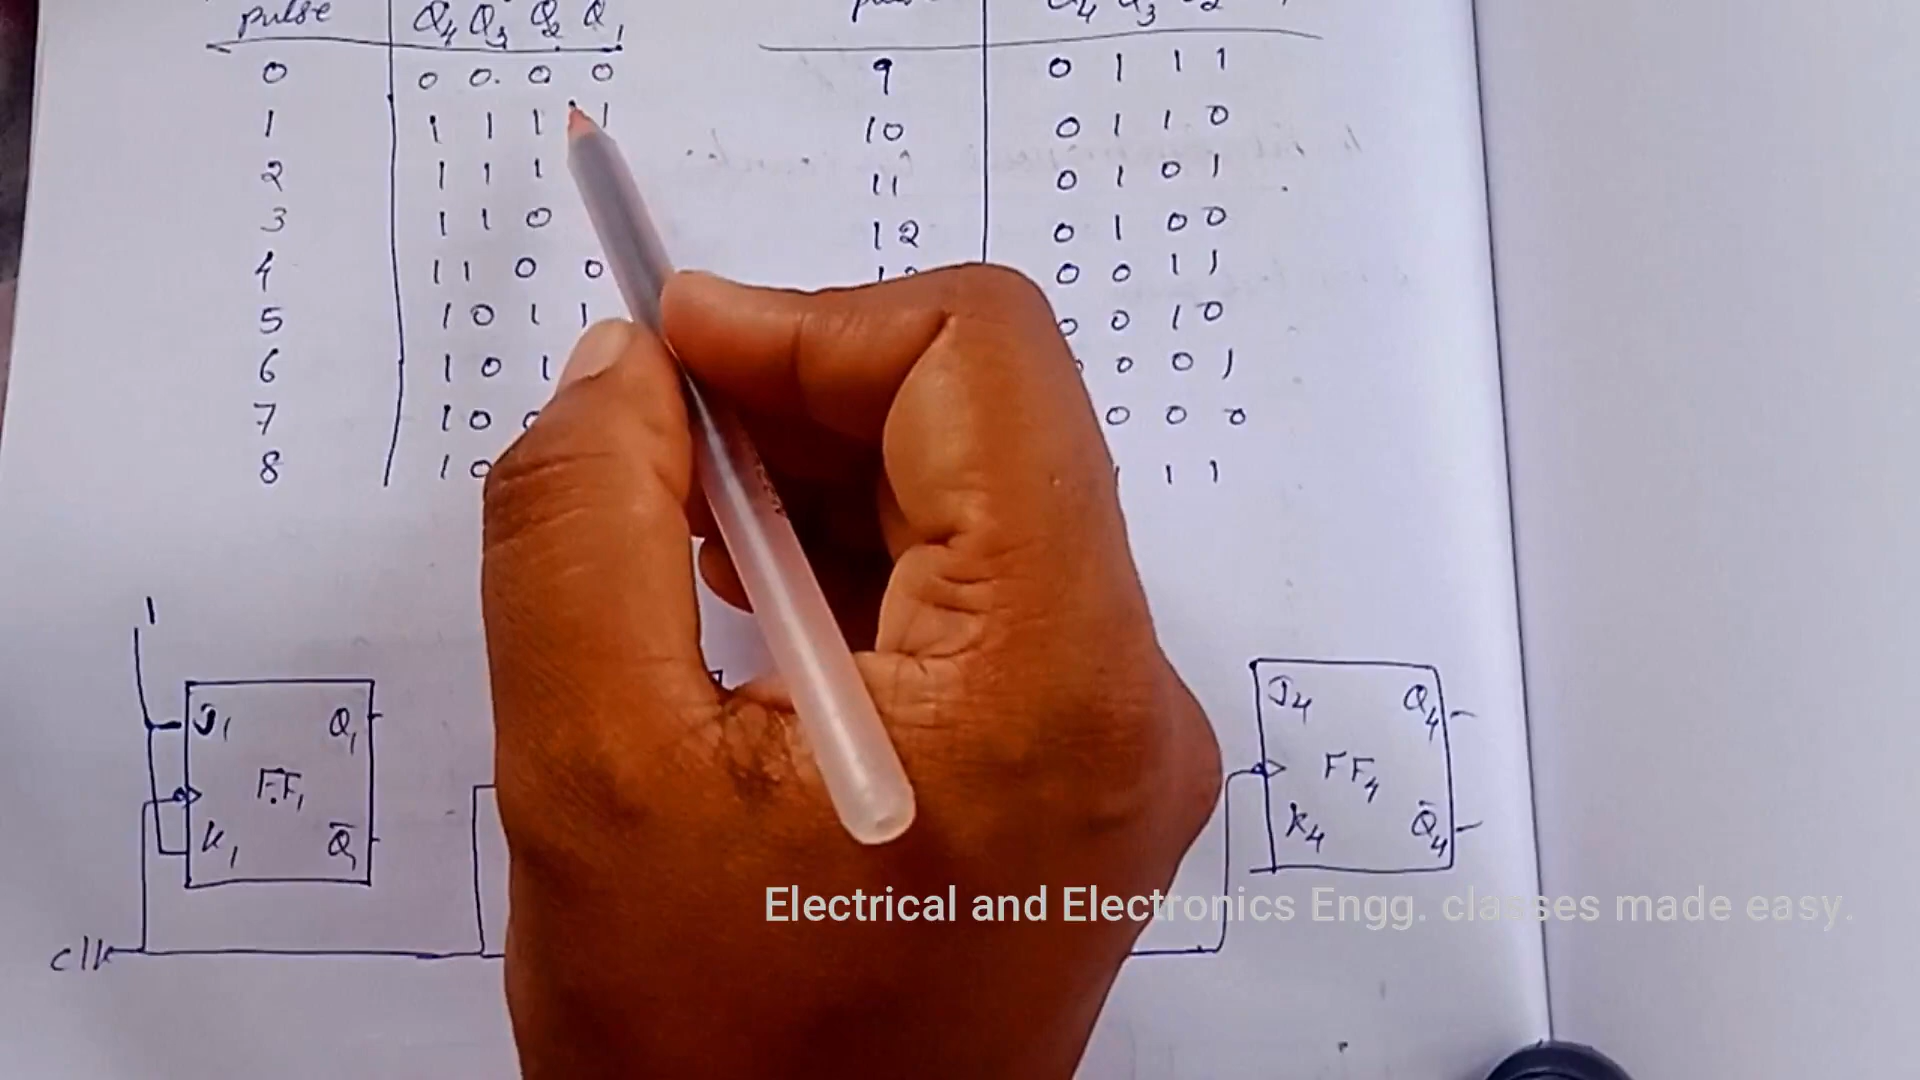 pulse Q4 Q3 Q2 Q1
0 0 0 0 0
1 1 1 1 1
2 1 1 1
3 1 1 0
4 1 1 0 0
5 1 0 1 1
6 1 0 1
7 1 0 0
8 1 0
9 0 1 1 1
10 0 1 1 0
11 0 1 0 1
12 0 1 0 0
0 0 1 1
0 0 1 0
0 0 1
0 0 0
1 1
1
J1 Q1
FF1
K1 Q̄1
J4 Q4
FF4
K4 Q̄4
clk
Electrical and Electronics Engg. classes made easy.